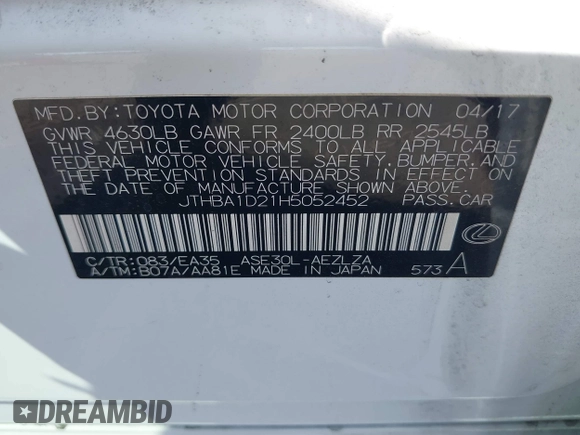 MFD.BY:TOYOTA MOTOR CORPORATION 04/17
GVWR 4630LB GAWR FR 2400LB RR 2545LB
THIS VEHICLE CONFORMS TO ALL APPLICABLE
FEDERAL MOTOR VEHICLE SAFETY,BUMPER,AND
THEFT PREVENTION STANDARDS IN EFFECT ON
THE DATE OF MANUFACTURE SHOWN ABOVE.
JTHBA1D21H5052452 PASS.CAR
C/TR:083/EA35 ASE30L-AEZLZA
A/TM:B07A/AA81E MADE IN JAPAN 573 A
DREAMBID